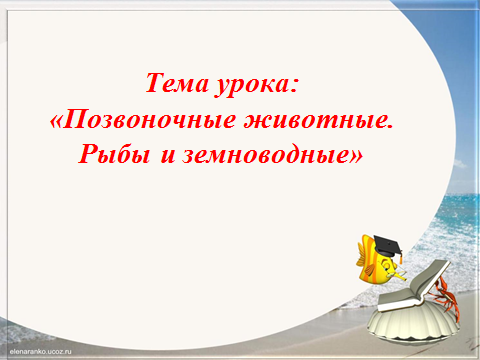 Тема урока:
«Позвоночные животные.
Рыбы и земноводные»
elenaranko.ucoz.ru